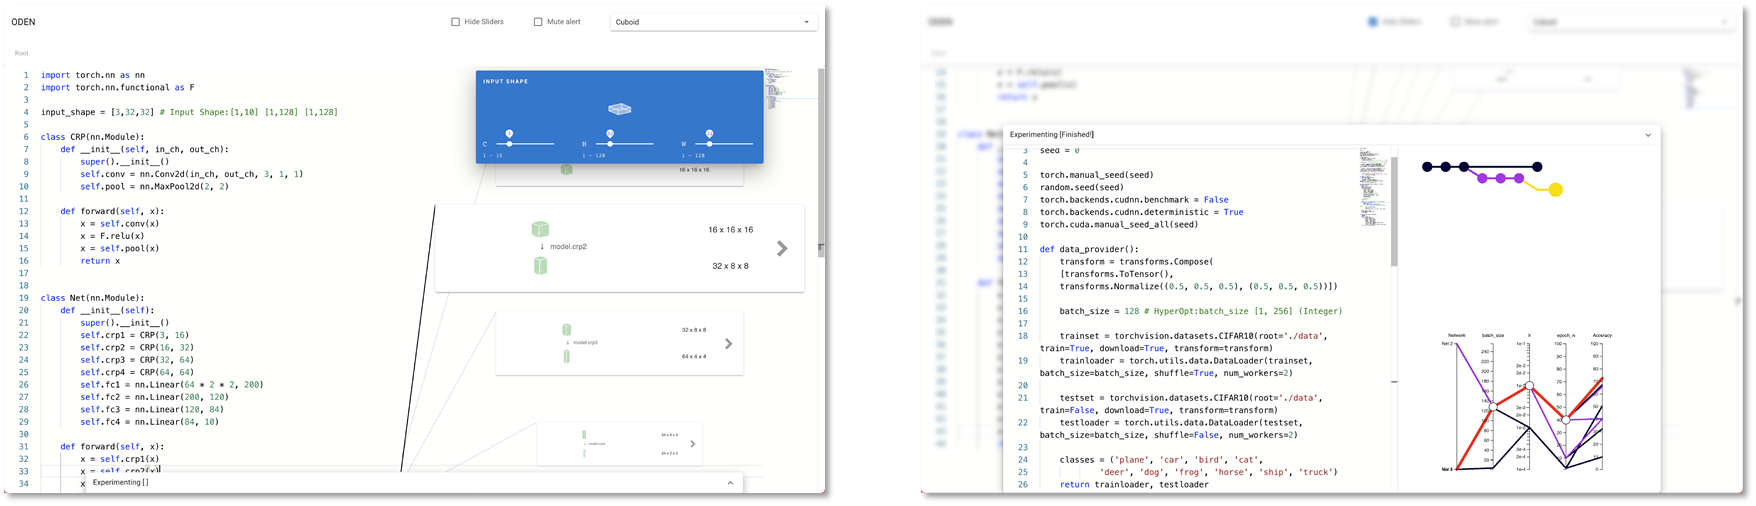 ODEN
Hide Sliders
Mute alert
Cuboid
Root
1 import torch.nn as nn
2 import torch.nn.functional as F
3
4 input_shape = [3,32,32] # Input Shape:[1,10] [1,128] [1,128]
5
6 class CRP(nn.Module):
7 def __init__(self, in_ch, out_ch):
8 super().__init__()
9 self.conv = nn.Conv2d(in_ch, out_ch, 3, 1, 1)
10 self.pool = nn.MaxPool2d(2, 2)
11
12 def forward(self, x):
13 x = self.conv(x)
14 x = F.relu(x)
15 x = self.pool(x)
16 return x
17
18
19 class Net(nn.Module):
20 def __init__(self):
21 super().__init__()
22 self.crp1 = CRP(3, 16)
23 self.crp2 = CRP(16, 32)
24 self.crp3 = CRP(32, 64)
25 self.crp4 = CRP(64, 64)
26 self.fc1 = nn.Linear(64 * 2 * 2, 200)
27 self.fc2 = nn.Linear(200, 120)
28 self.fc3 = nn.Linear(120, 84)
29 self.fc4 = nn.Linear(84, 10)
30
31 def forward(self, x):
32 x = self.crp1(x)
33 x = self.crp2(x)
34 x
Experimenting []
INPUT SHAPE
C
H
W
1 - 10
1 - 128
1 - 128
16 x 16 x 16
16 x 16 x 16
↓ model.crp2
32 x 8 x 8
32 x 8 x 8
↓ model.crp3
64 x 4 x 4
64 x 4 x 4
↓ model.crp4
64 x 2 x 2
Experimenting [Finished!]
3 seed = 0
4
5 torch.manual_seed(seed)
6 random.seed(seed)
7 torch.backends.cudnn.benchmark = False
8 torch.backends.cudnn.deterministic = True
9 torch.cuda.manual_seed_all(seed)
10
11 def data_provider():
12 transform = transforms.Compose(
13 [transforms.ToTensor(),
14 transforms.Normalize((0.5, 0.5, 0.5), (0.5, 0.5, 0.5))])
15
16 batch_size = 128 # HyperOpt:batch_size [1, 256] (Integer)
17
18 trainset = torchvision.datasets.CIFAR10(root='./data',
train=True, download=True, transform=transform)
19 trainloader = torch.utils.data.DataLoader(trainset,
batch_size=batch_size, shuffle=True, num_workers=2)
20
21 testset = torchvision.datasets.CIFAR10(root='./data',
train=False, download=True, transform=transform)
22 testloader = torch.utils.data.DataLoader(testset,
batch_size=batch_size, shuffle=False, num_workers=2)
23
24 classes = ('plane', 'car', 'bird', 'cat',
25 'deer', 'dog', 'frog', 'horse', 'ship', 'truck')
26 return trainloader, testloader
Network
batch_size
lr
epoch_n
Accuracy
Net 2
240
220
200
180
160
140
120
100
80
60
40
20
1e-1
2e-2
1e-2
3e-2
2e-3
1e-3
3e-4
2e-4
1e-4
100
90
80
70
60
50
40
30
20
10
100
90
80
70
60
50
40
30
20
10
0